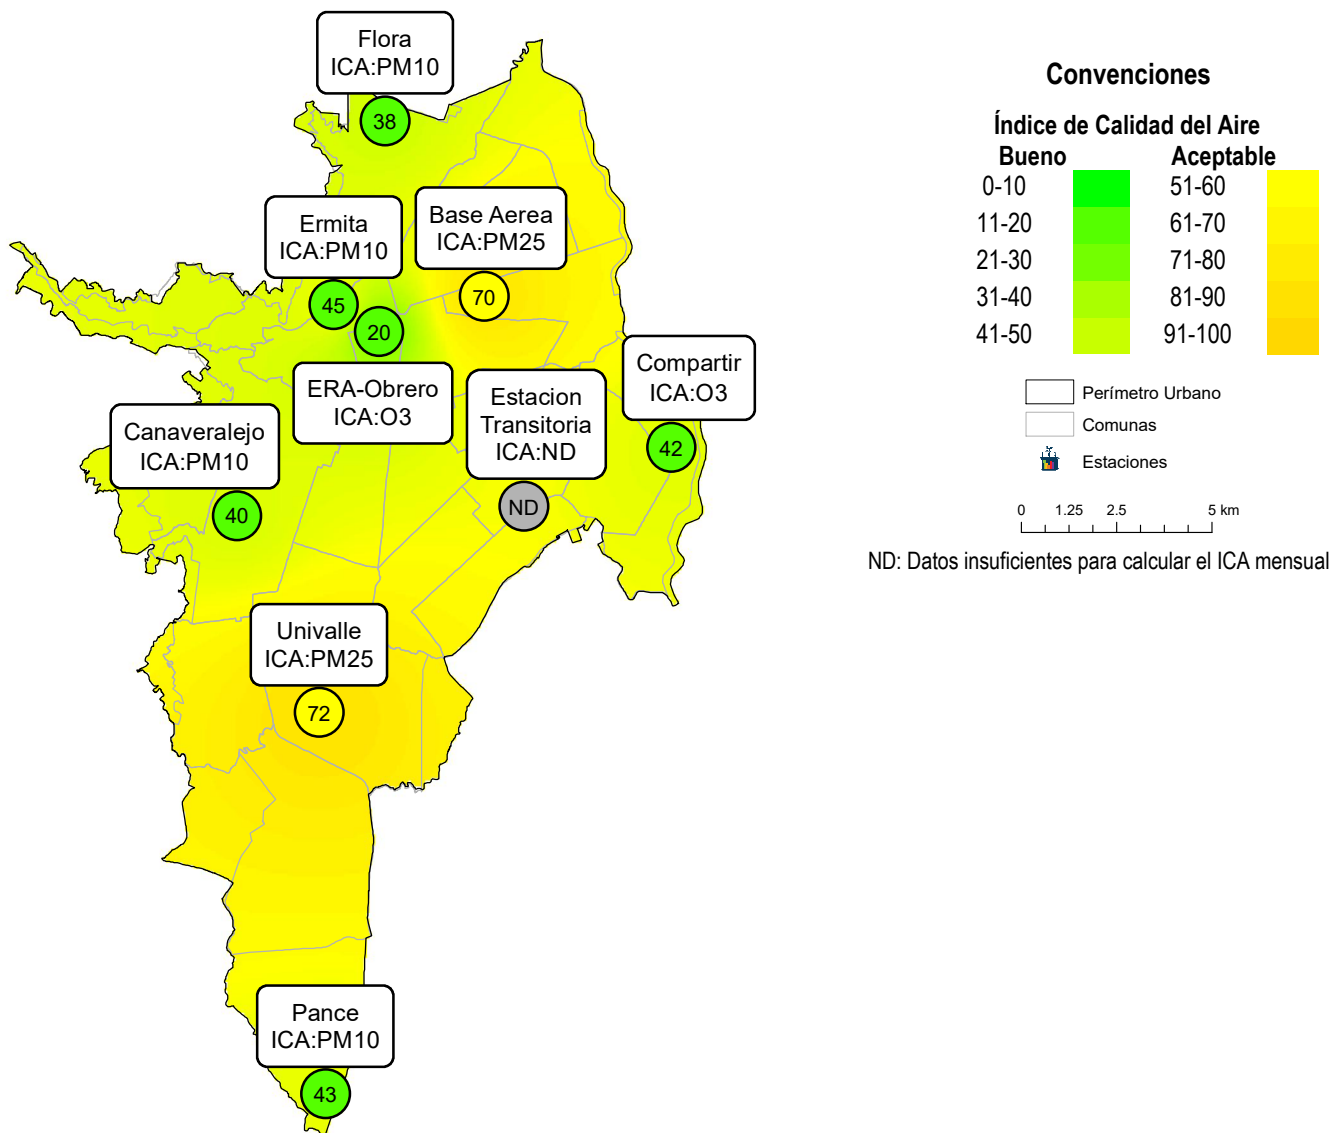 Flora
ICA:PM10
38
Ermita
ICA:PM10
45
Base Aerea
ICA:PM25
70
20
ERA-Obrero
ICA:O3
Estacion
Transitoria
ICA:ND
ND
Compartir
ICA:O3
42
Canaveralejo
ICA:PM10
40
Univalle
ICA:PM25
72
Pance
ICA:PM10
43
Convenciones
Índice de Calidad del Aire
Bueno Aceptable
0-10 51-60
11-20 61-70
21-30 71-80
31-40 81-90
41-50 91-100
Perímetro Urbano
Comunas
Estaciones
0 1.25 2.5 5 km
ND: Datos insuficientes para calcular el ICA mensual